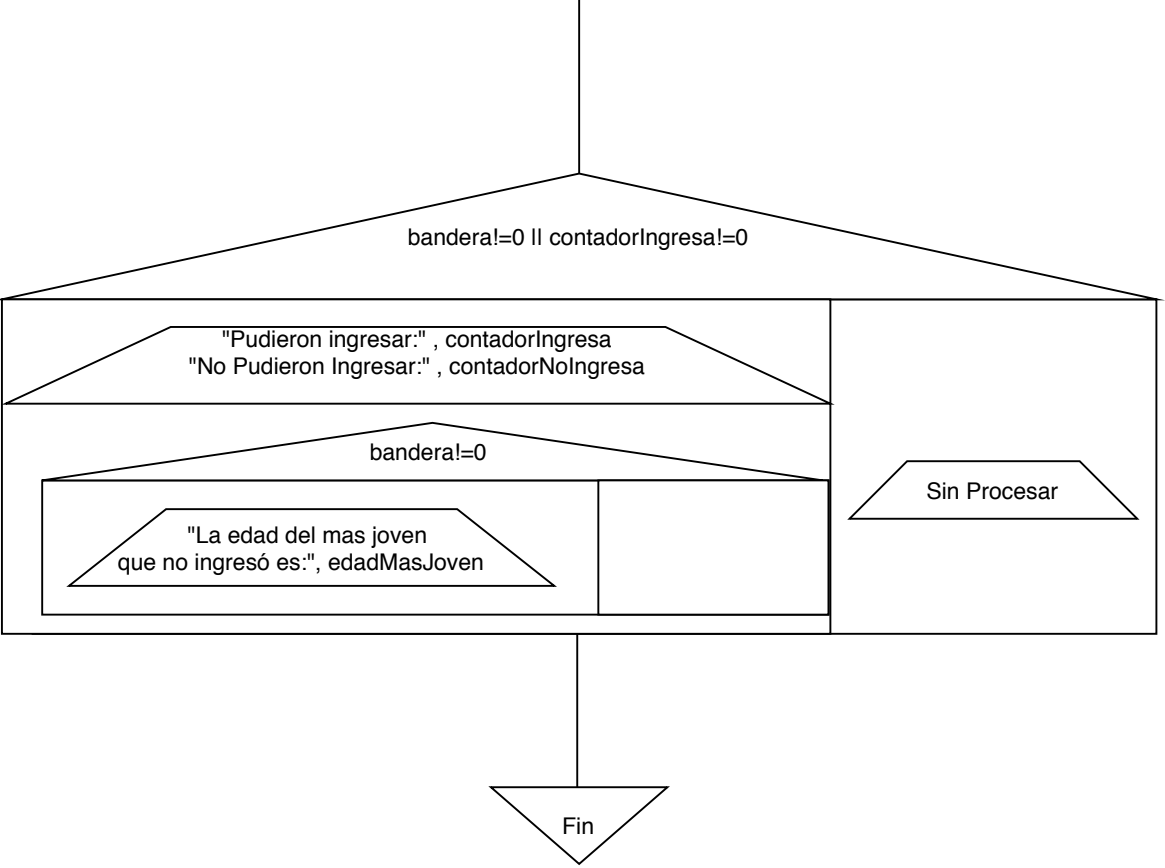 bandera!=0 || contadorIngresa!=0
"Pudieron ingresar:" , contadorIngresa
"No Pudieron Ingresar:" , contadorNoIngresa
bandera!=0
"La edad del mas joven
que no ingresó es:", edadMasJoven
Sin Procesar
Fin